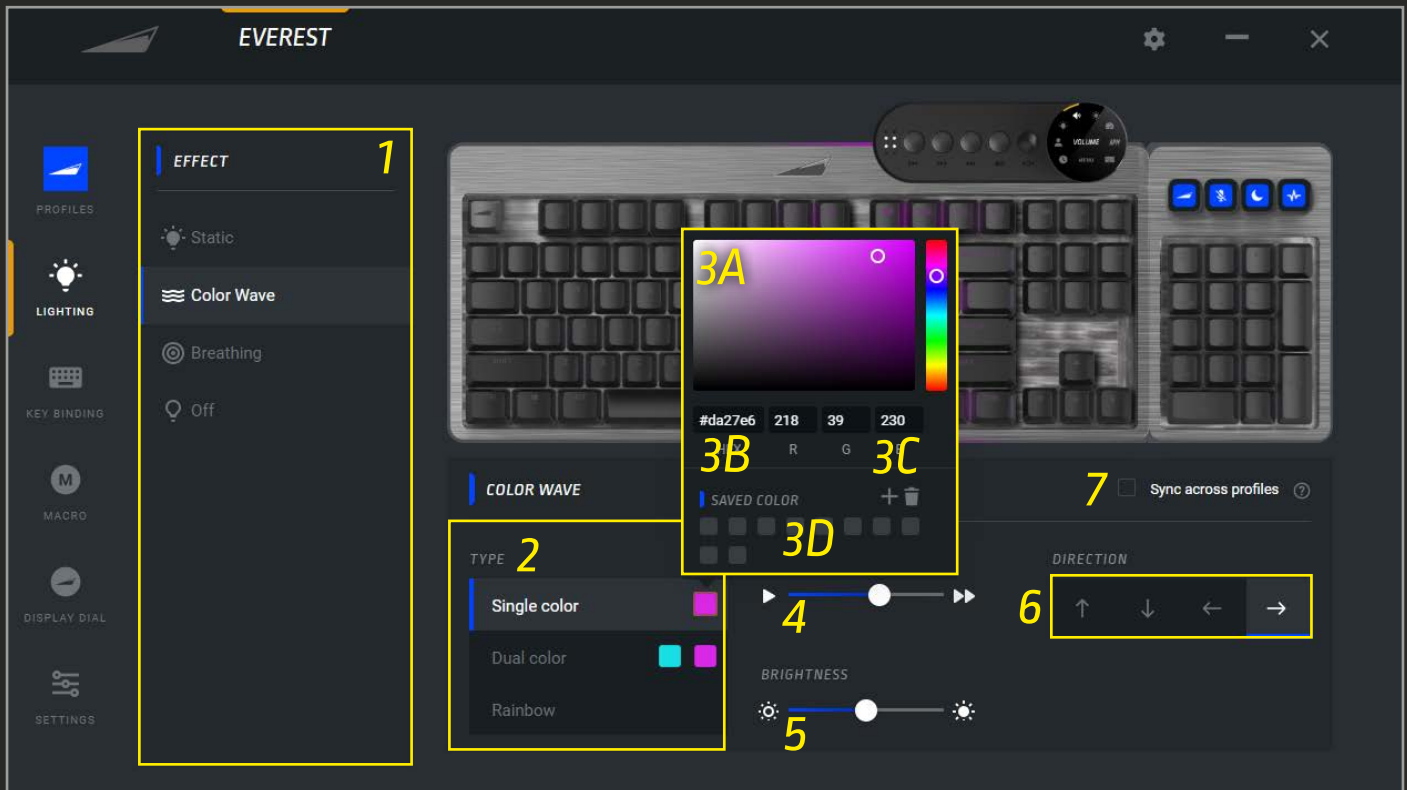 EVEREST
PROFILES
LIGHTING
KEY BINDING
M
MACRO
DISPLAY DIAL
SETTINGS
EFFECT
1
Static
Color Wave
Breathing
Off
VOLUME
MENU
3A
#da27e6 218 39 230
3B R G 3C
SAVED COLOR
3D
COLOR WAVE
7 Sync across profiles ?
TYPE 2
Single color
Dual color
Rainbow
4
BRIGHTNESS
5
DIRECTION
6